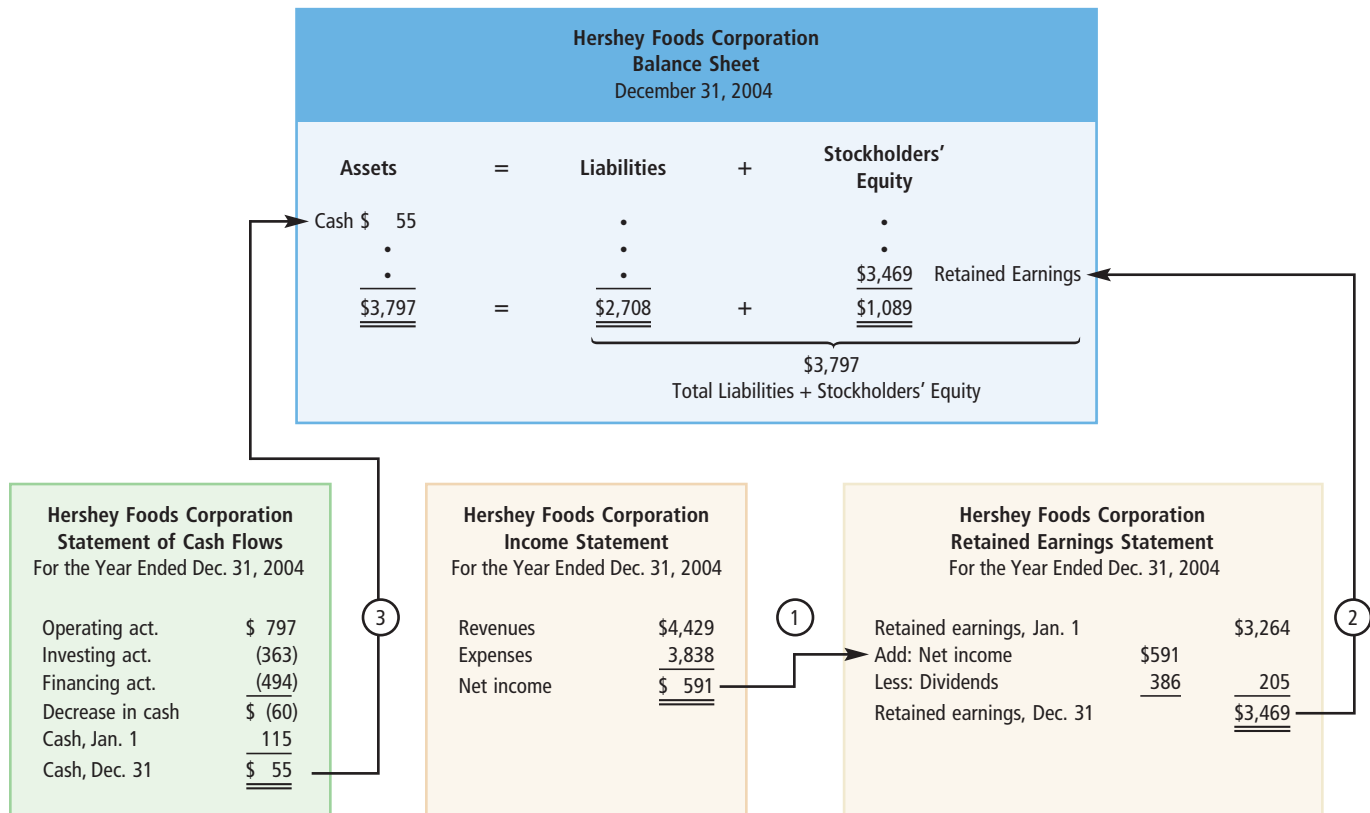 Hershey Foods Corporation
Balance Sheet
December 31, 2004
Assets = Liabilities + Stockholders' Equity
Cash $ 55
$3,469 Retained Earnings
$3,797 = $2,708 + $1,089
$3,797
Total Liabilities + Stockholders' Equity
Hershey Foods Corporation
Statement of Cash Flows
For the Year Ended Dec. 31, 2004
Operating act. $ 797
Investing act. (363)
Financing act. (494)
Decrease in cash $ (60)
Cash, Jan. 1 115
Cash, Dec. 31 $ 55
3
Hershey Foods Corporation
Income Statement
For the Year Ended Dec. 31, 2004
Revenues $4,429
Expenses 3,838
Net income $ 591
1
Hershey Foods Corporation
Retained Earnings Statement
For the Year Ended Dec. 31, 2004
Retained earnings, Jan. 1 $3,264
Add: Net income $591
Less: Dividends 386 205
Retained earnings, Dec. 31 $3,469
2